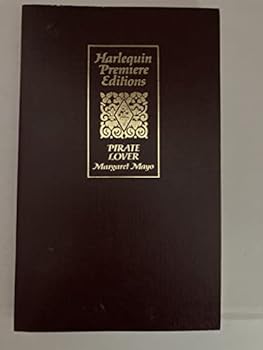 Harlequin
Premiere
Editions
PIRATE
LOVER
Margaret Mayo